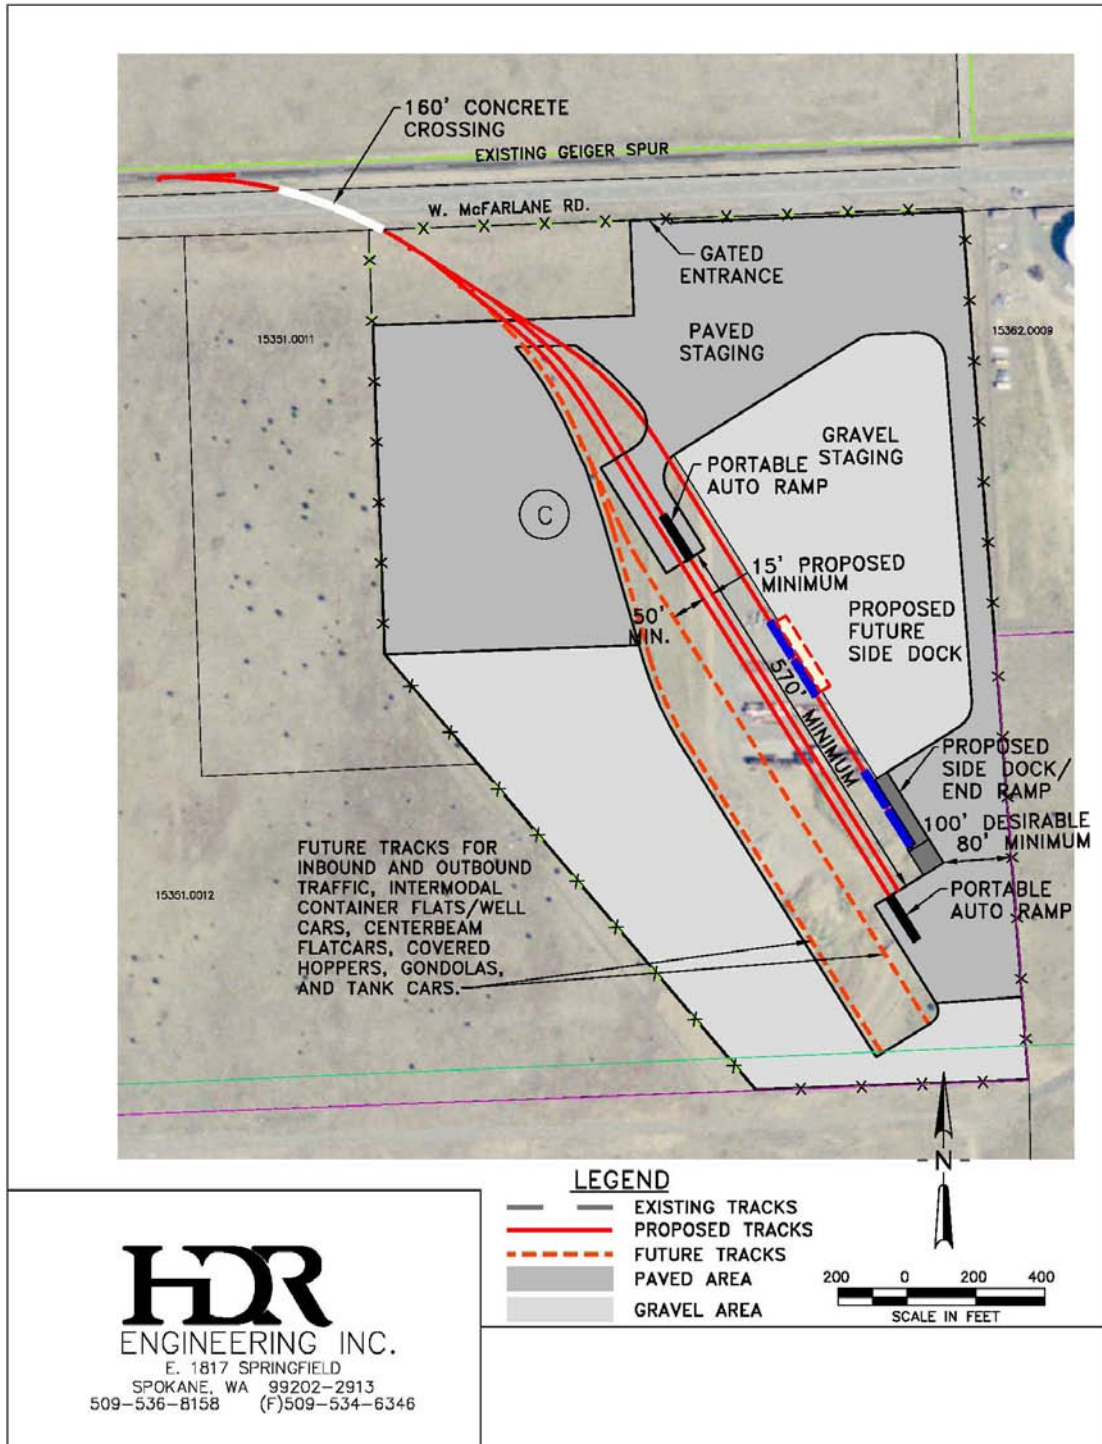 160' CONCRETE
CROSSING
EXISTING GEIGER SPUR
W. McFARLANE RD.
GATED
ENTRANCE
PAVED
STAGING
15351.0011
15362.0009
GRAVEL
STAGING
PORTABLE
AUTO RAMP
C
15' PROPOSED
MINIMUM
50'
MIN.
PROPOSED
FUTURE
SIDE DOCK
570' MINIMUM
PROPOSED
SIDE DOCK/
END RAMP
100' DESIRABLE
80' MINIMUM
PORTABLE
AUTO RAMP
FUTURE TRACKS FOR
INBOUND AND OUTBOUND
TRAFFIC, INTERMODAL
CONTAINER FLATS/WELL
CARS, CENTERBEAM
FLATCARS, COVERED
HOPPERS, GONDOLAS,
AND TANK CARS.
15351.0012
N
LEGEND
EXISTING TRACKS
PROPOSED TRACKS
FUTURE TRACKS
PAVED AREA
GRAVEL AREA
200 0 200 400
SCALE IN FEET
HDR
ENGINEERING INC.
E. 1817 SPRINGFIELD
SPOKANE, WA 99202-2913
509-536-8158 (F)509-534-6346